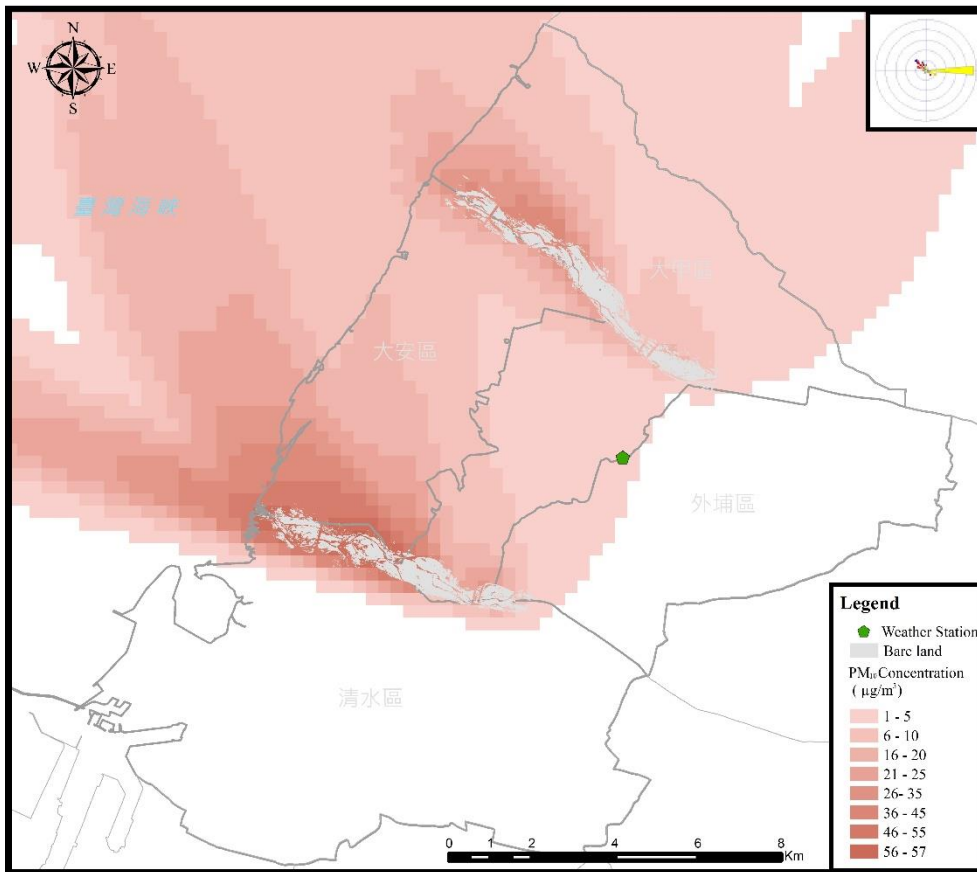 N
W E
S
臺灣海峽
大甲區
大安區
外埔區
清水區
Legend
Weather Station
Bare land
PM₁₀Concentration
( µg/m³)
1 - 5
6 - 10
16 - 20
21 - 25
26- 35
36 - 45
46 - 55
56 - 57
0 1 2 4 6 8
Km